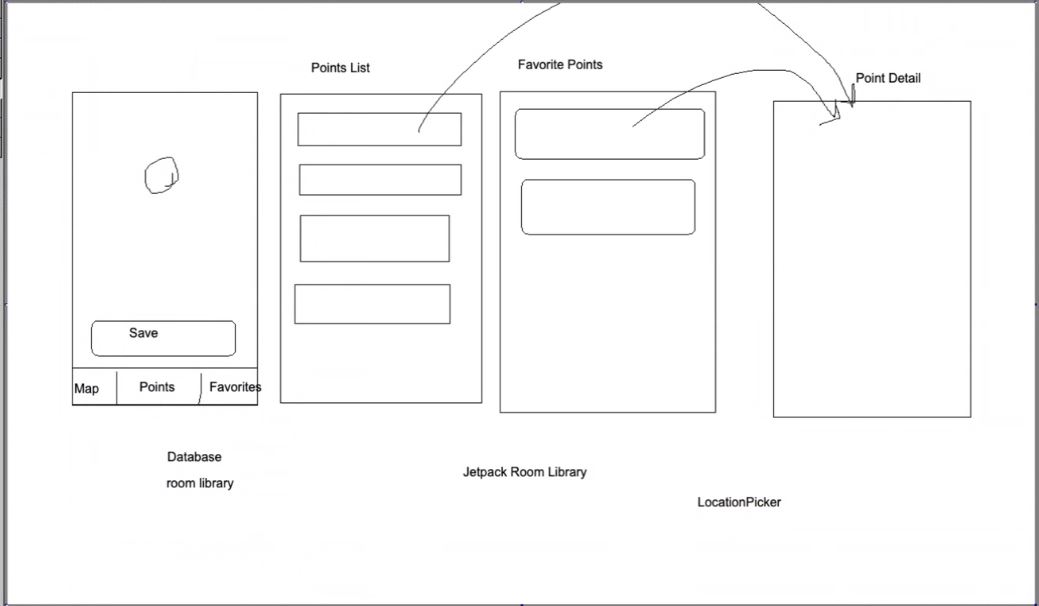 Points List
Favorite Points
Point Detail
Save
Map
Points
Favorites
Database
room library
Jetpack Room Library
LocationPicker